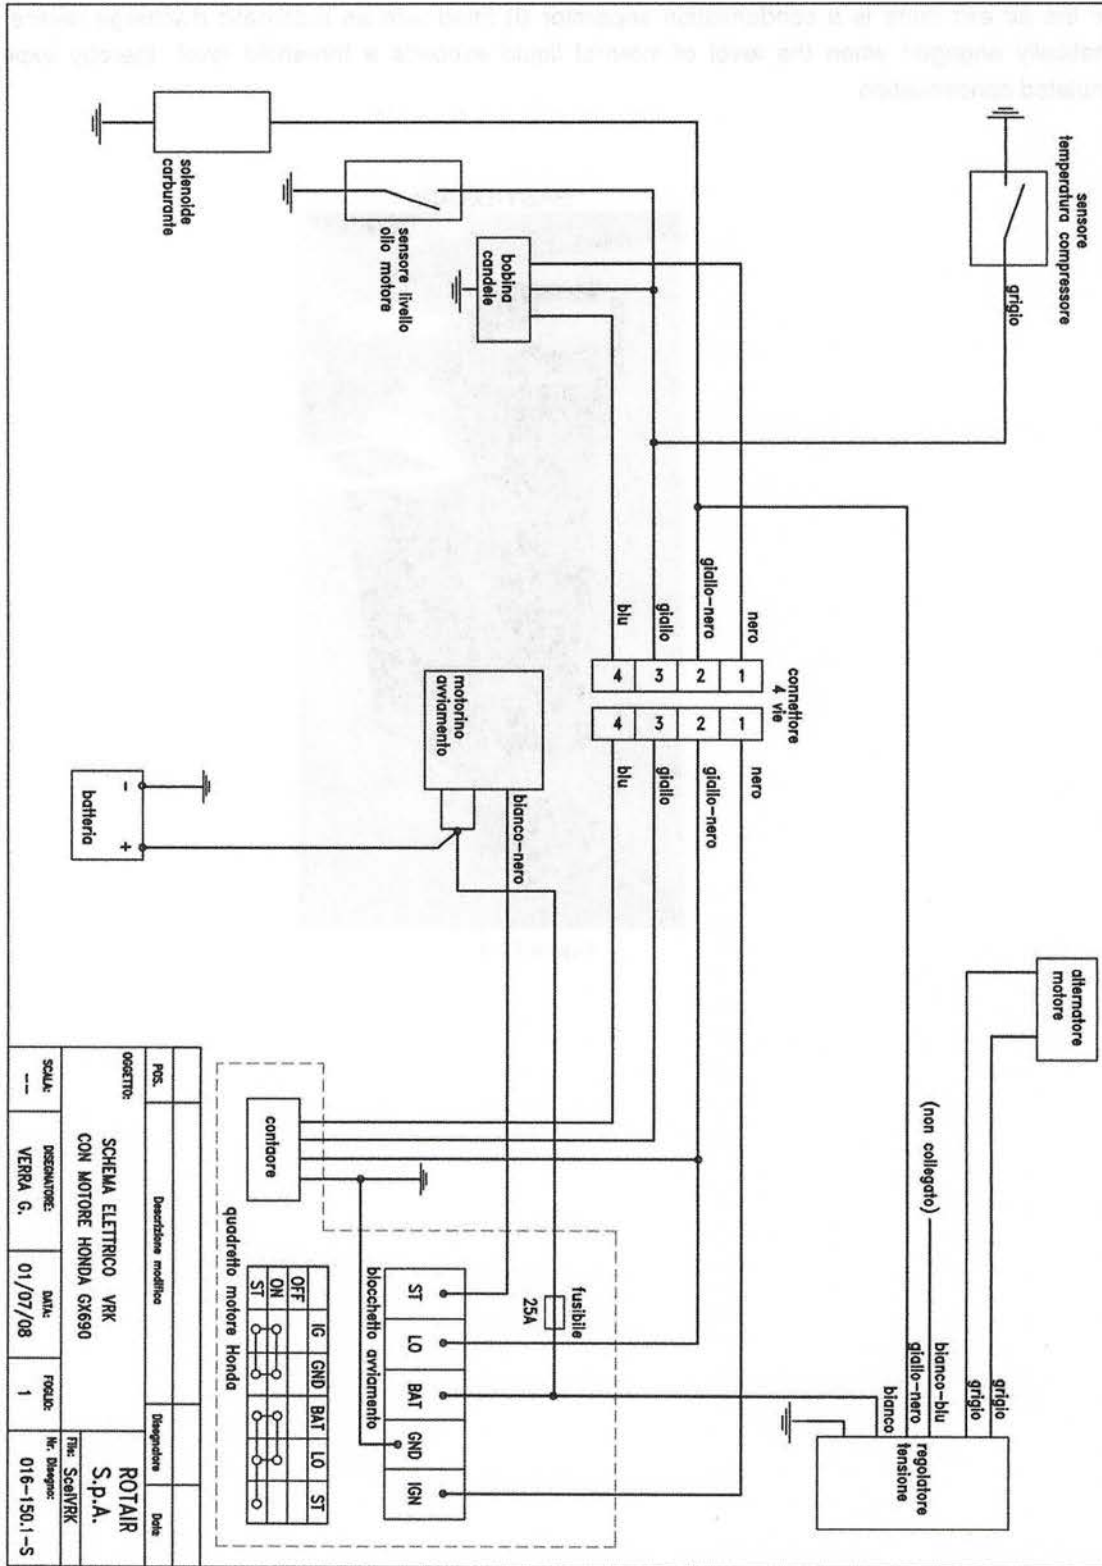 sensore
temperatura compressore
grigio
alternatore
motore
grigio
grigio
(non collegato)
bianco-blu
giallo-nero
bianco
regolatore
tensione
connettore
4 vie
nero
1
1
nero
giallo-nero
2
2
giallo-nero
giallo
3
3
giallo
blu
4
4
blu
bobina
candele
sensore livello
olio motore
solenoide
carburante
motorino
avviamento
bianco-nero
batteria
- +
fusibile
25A
ST LO BAT GND IGN
blocchetto avviamento
IG GND BAT LO ST
OFF
ON
ST
contaore
quadretto motore Honda
POS. Descrizione modifica Disegnatore Data
OGGETTO:
SCHEMA ELETTRICO VRK
CON MOTORE HONDA GX690
ROTAIR
S.p.A.
File: ScelVRK
SCALA: DISEGNATORE: DATA: FOGLIO: Nr. Disegno:
-- VERRA G. 01/07/08 1 016-150.1-S